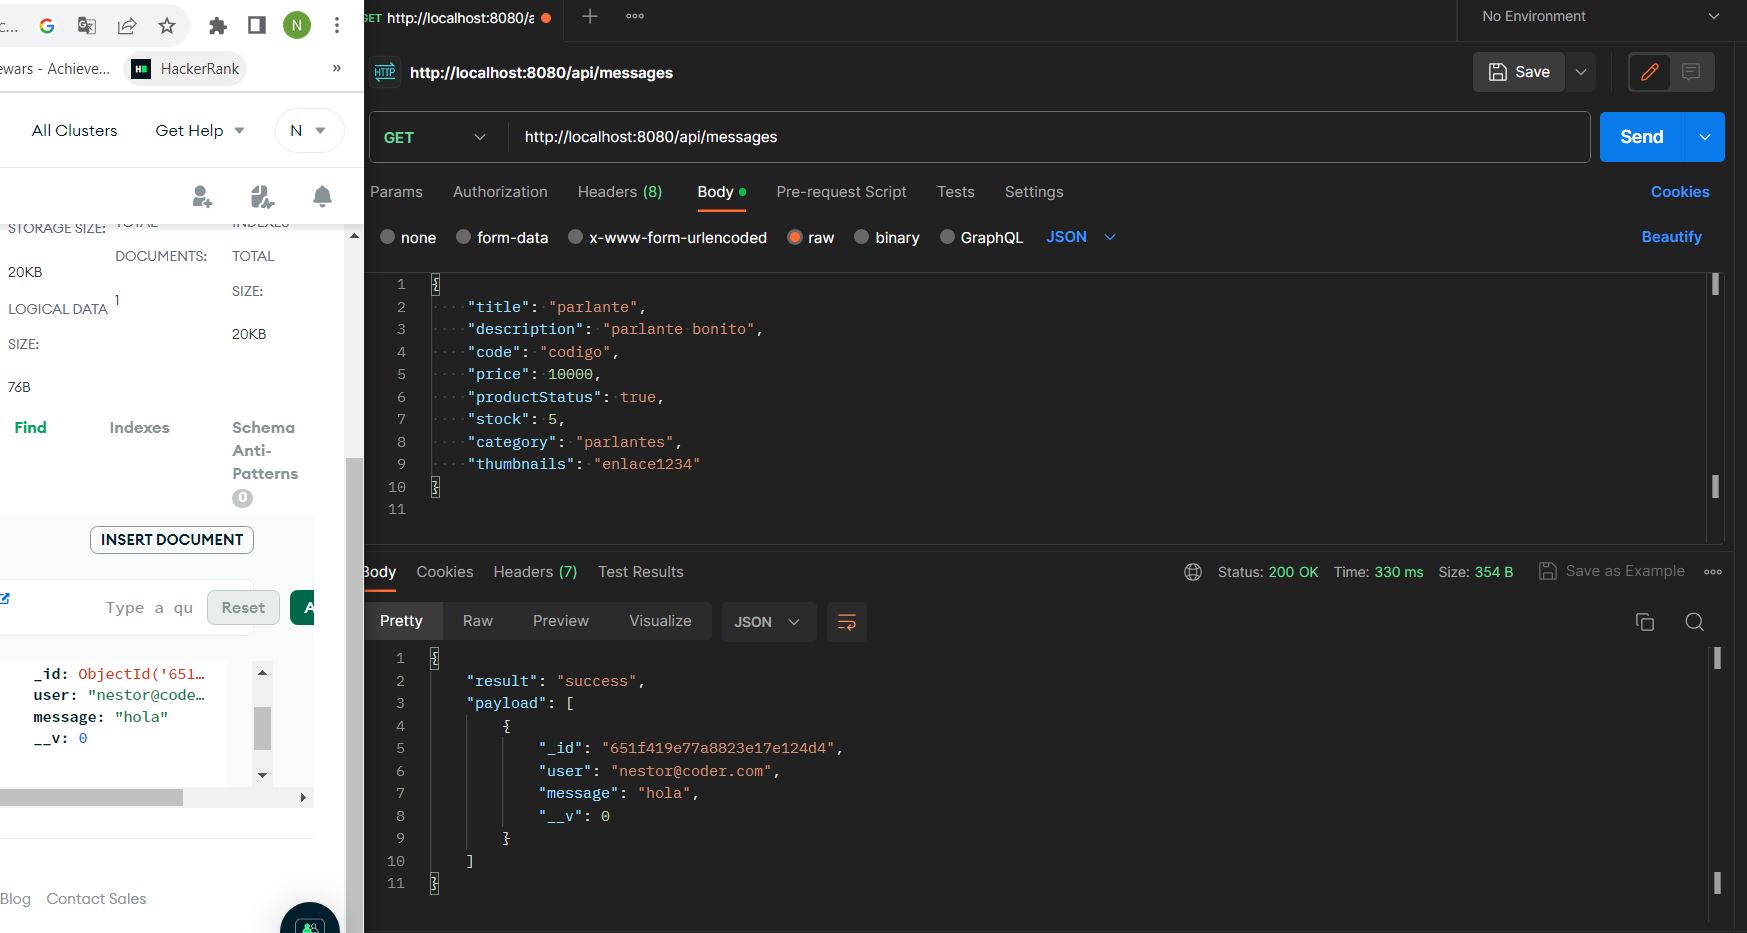 c...
N
ewars - Achieve...
HackerRank
»
All Clusters
Get Help
N
STORAGE SIZE:
20KB
LOGICAL DATA
SIZE:
76B
TOTAL
DOCUMENTS:
1
INDEXES
TOTAL
SIZE:
20KB
Find
Indexes
Schema
Anti-
Patterns
0
INSERT DOCUMENT
Type a qu
Reset
A
_id: ObjectId('651…
user: "nestor@code…
message: "hola"
__v: 0
Blog
Contact Sales
GET http://localhost:8080/a
No Environment
HTTP
http://localhost:8080/api/messages
Save
GET
http://localhost:8080/api/messages
Send
Params
Authorization
Headers (8)
Body
Pre-request Script
Tests
Settings
Cookies
none
form-data
x-www-form-urlencoded
raw
binary
GraphQL
JSON
Beautify
1 {
2 "title": "parlante",
3 "description": "parlante bonito",
4 "code": "codigo",
5 "price": 10000,
6 "productStatus": true,
7 "stock": 5,
8 "category": "parlantes",
9 "thumbnails": "enlace1234"
10 }
11
Body
Cookies
Headers (7)
Test Results
Status: 200 OK
Time: 330 ms
Size: 354 B
Save as Example
Pretty
Raw
Preview
Visualize
JSON
1 {
2 "result": "success",
3 "payload": [
4 {
5 "_id": "651f419e77a8823e17e124d4",
6 "user": "nestor@coder.com",
7 "message": "hola",
8 "__v": 0
9 }
10 ]
11 }